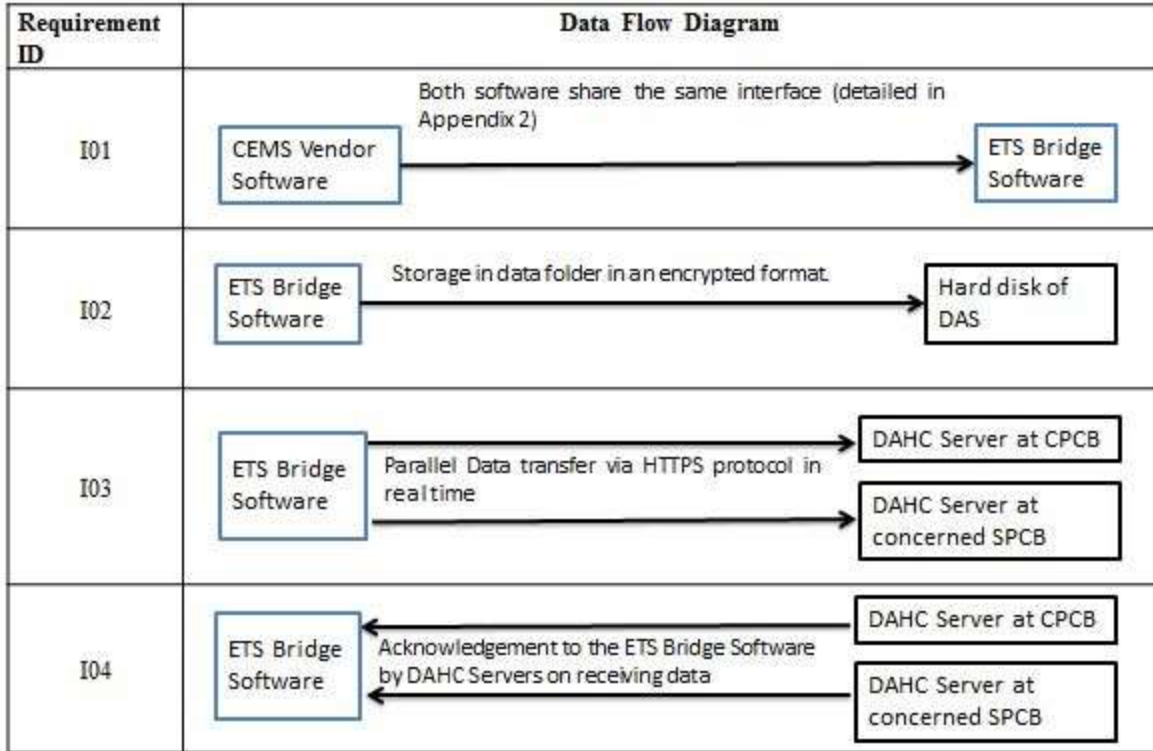 Requirement
ID
Data Flow Diagram
I01
Both software share the same interface (detailed in
Appendix 2)
CEMS Vendor
Software
ETS Bridge
Software
I02
ETS Bridge
Software
Storage in data folder in an encrypted format.
Hard disk of
DAS
I03
ETS Bridge
Software
Parallel Data transfer via HTTPS protocol in
real time
DAHC Server at CPCB
DAHC Server at
concerned SPCB
I04
ETS Bridge
Software
Acknowledgement to the ETS Bridge Software
by DAHC Servers on receiving data
DAHC Server at CPCB
DAHC Server at
concerned SPCB